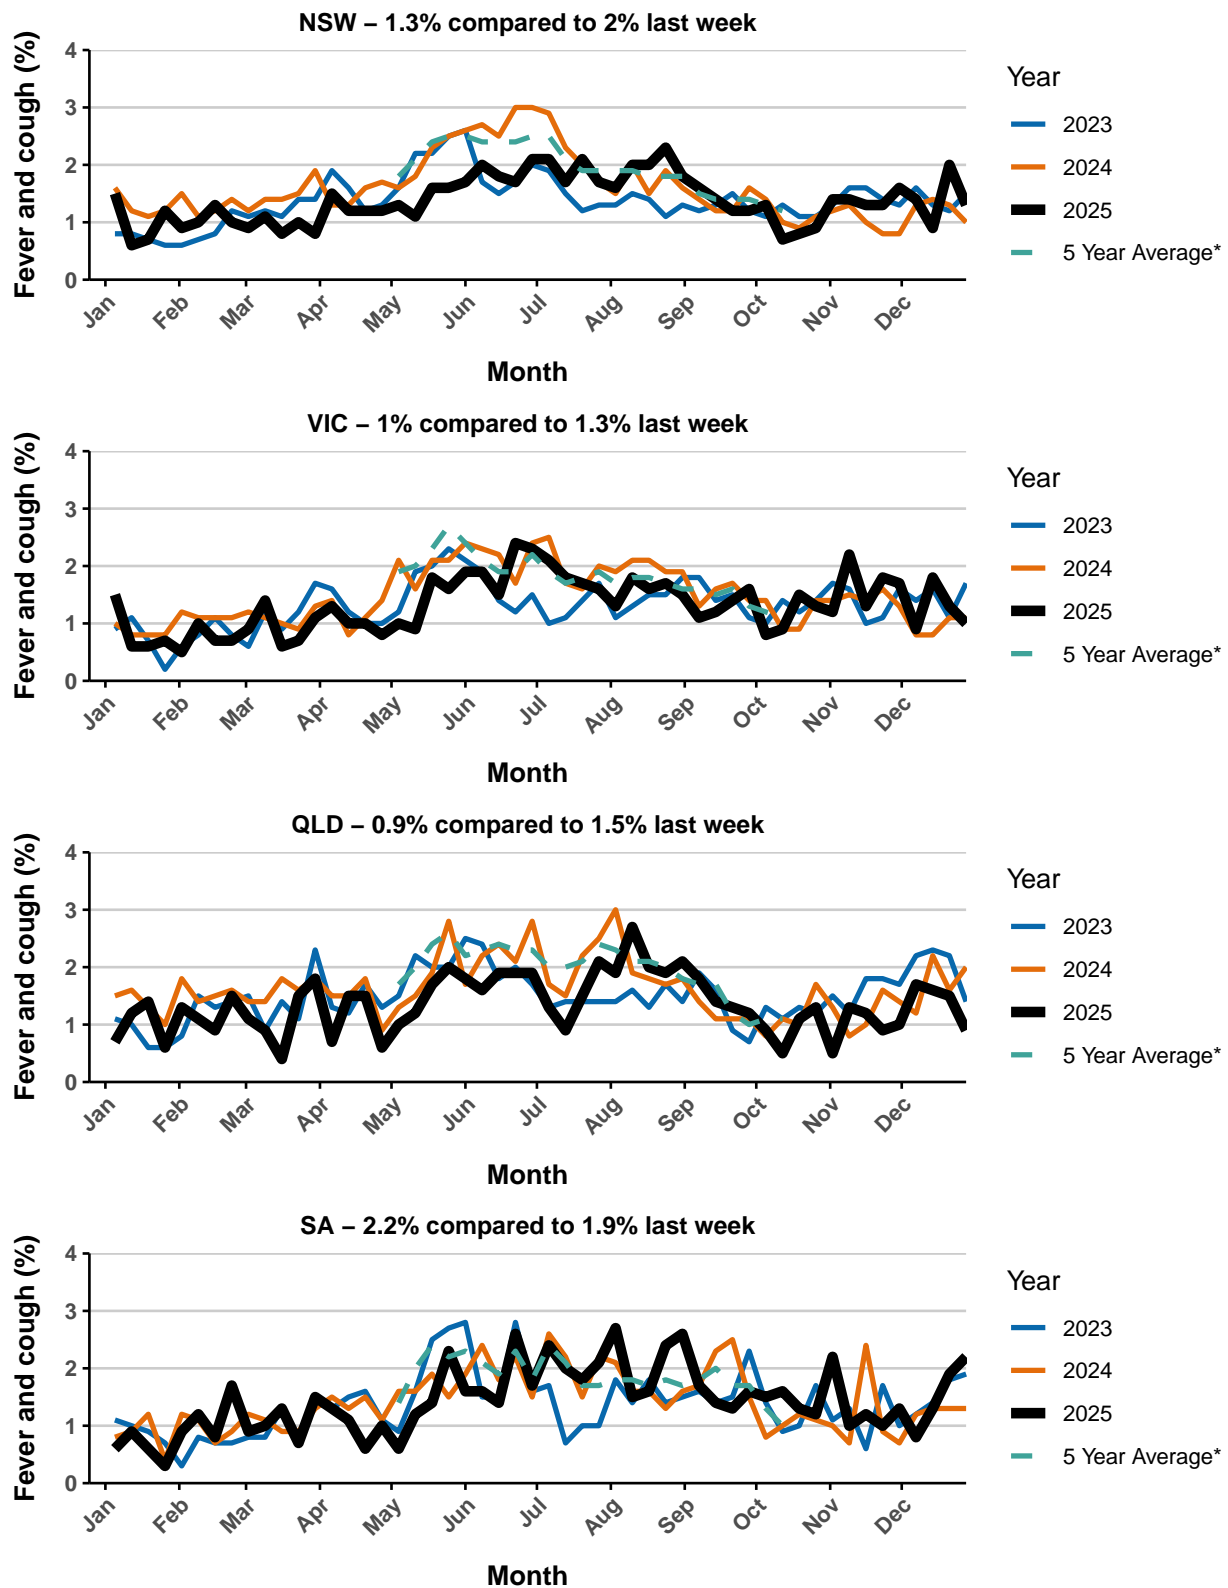 NSW – 1.3% compared to 2% last week
Fever and cough (%)
4
3
2
1
0
Jan Feb Mar Apr May Jun Jul Aug Sep Oct Nov Dec
Month
Year
2023
2024
2025
5 Year Average*
VIC – 1% compared to 1.3% last week
Fever and cough (%)
4
3
2
1
0
Jan Feb Mar Apr May Jun Jul Aug Sep Oct Nov Dec
Month
Year
2023
2024
2025
5 Year Average*
QLD – 0.9% compared to 1.5% last week
Fever and cough (%)
4
3
2
1
0
Jan Feb Mar Apr May Jun Jul Aug Sep Oct Nov Dec
Month
Year
2023
2024
2025
5 Year Average*
SA – 2.2% compared to 1.9% last week
Fever and cough (%)
4
3
2
1
0
Jan Feb Mar Apr May Jun Jul Aug Sep Oct Nov Dec
Month
Year
2023
2024
2025
5 Year Average*